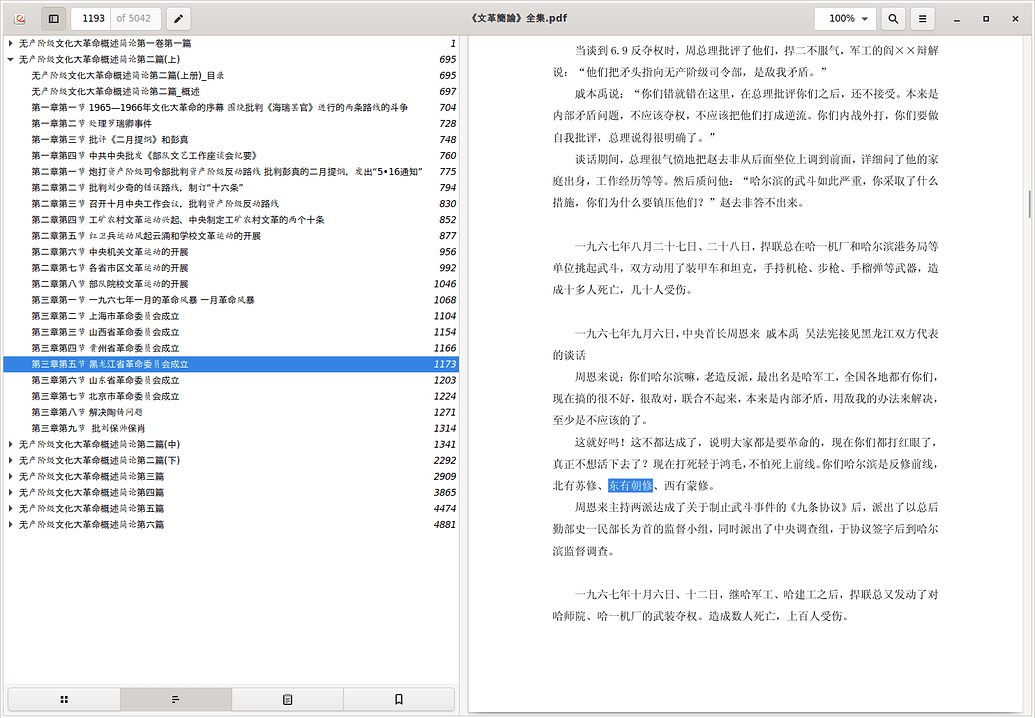 1193 of 5042
《文革簡論》全集.pdf
100%
无产阶级文化大革命概述简论第一卷第一篇 1
无产阶级文化大革命概述简论第二篇(上) 695
无产阶级文化大革命概述简论第二篇(上册)_目录 695
无产阶级文化大革命概述简论第二篇_概述 697
第一章第一节 1965—1966年文化大革命的序幕 围绕批判《海瑞罢官》进行的两条路线的斗争 704
第一章第二节 处理罗瑞卿事件 728
第一章第三节 批评《二月提纲》和彭真 748
第一章第四节 中共中央批发《部队文艺工作座谈会纪要》 760
第二章第一节 炮打资产阶级司令部批判资产阶级反动路线 批判彭真的二月提纲，发出“5•16通知” 775
第二章第二节 批判刘少奇的错误路线，制订“十六条” 794
第二章第三节 召开十月中央工作会议，批判资产阶级反动路线 830
第二章第四节 工矿农村文革运动兴起、中央制定工矿农村文革的两个十条 852
第二章第五节 红卫兵运动风起云涌和学校文革运动的开展 877
第二章第六节 中央机关文革运动的开展 956
第二章第七节 各省市区文革运动的开展 992
第二章第八节 部队院校文革运动的开展 1046
第三章第一节 一九六七年一月的革命风暴 一月革命风暴 1068
第三章第二节 上海市革命委员会成立 1104
第三章第三节 山西省革命委员会成立 1154
第三章第四节 贵州省革命委员会成立 1166
第三章第五节 黑龙江省革命委员会成立 1173
第三章第六节 山东省革命委员会成立 1203
第三章第七节 北京市革命委员会成立 1224
第三章第八节 解决陶铸问题 1271
第三章第九节 批刘保沛保肖 1314
无产阶级文化大革命概述简论第二篇(中) 1341
无产阶级文化大革命概述简论第二篇(下) 2292
无产阶级文化大革命概述简论第三篇 2909
无产阶级文化大革命概述简论第四篇 3865
无产阶级文化大革命概述简论第五篇 4474
无产阶级文化大革命概述简论第六篇 4881
当谈到 6.9 反夺权时，周总理批评了他们，捍二不服气，军工的阎××辩解
说：“他们把矛头指向无产阶级司令部，是敌我矛盾。”
戚本禹说：“你们错就错在这里，在总理批评你们之后，还不接受。本来是
内部矛盾问题，不应该夺权，不应该把他们打成逆流。你们内战外打，你们要做
自我批评，总理说得很明确了。”
谈话期间，总理很气愤地把赵去非从后面坐位上调到前面，详细问了他的家
庭出身，工作经历等等。然后质问他：“哈尔滨的武斗如此严重，你采取了什么
措施，你们为什么要镇压他们？”赵去非答不出来。
一九六七年八月二十七日、二十八日，捍联总在哈一机厂和哈尔滨港务局等
单位挑起武斗，双方动用了装甲车和坦克，手持机枪、步枪、手榴弹等武器，造
成十多人死亡，几十人受伤。
一九六七年九月六日，中央首长周恩来 戚本禹 吴法宪接见黑龙江双方代表
的谈话
周恩来说：你们哈尔滨嘛，老造反派，最出名是哈军工，全国各地都有你们，
现在搞的很不好，很敌对，联合不起来，本来是内部矛盾，用敌我的办法来解决，
至少是不应该的了。
这就好吗！这不都达成了，说明大家都是要革命的，现在你们都打红眼了，
真正不想活下去了？现在打死轻于鸿毛，不怕死上前线。你们哈尔滨是反修前线，
北有苏修、东有朝修、西有蒙修。
周恩来主持两派达成了关于制止武斗事件的《九条协议》后，派出了以总后
勤部史一民部长为首的监督小组，同时派出了中央调查组，于协议签字后到哈尔
滨监督调查。
一九六七年十月六日、十二日，继哈军工、哈建工之后，捍联总又发动了对
哈师院、哈一机厂的武装夺权。造成数人死亡，上百人受伤。